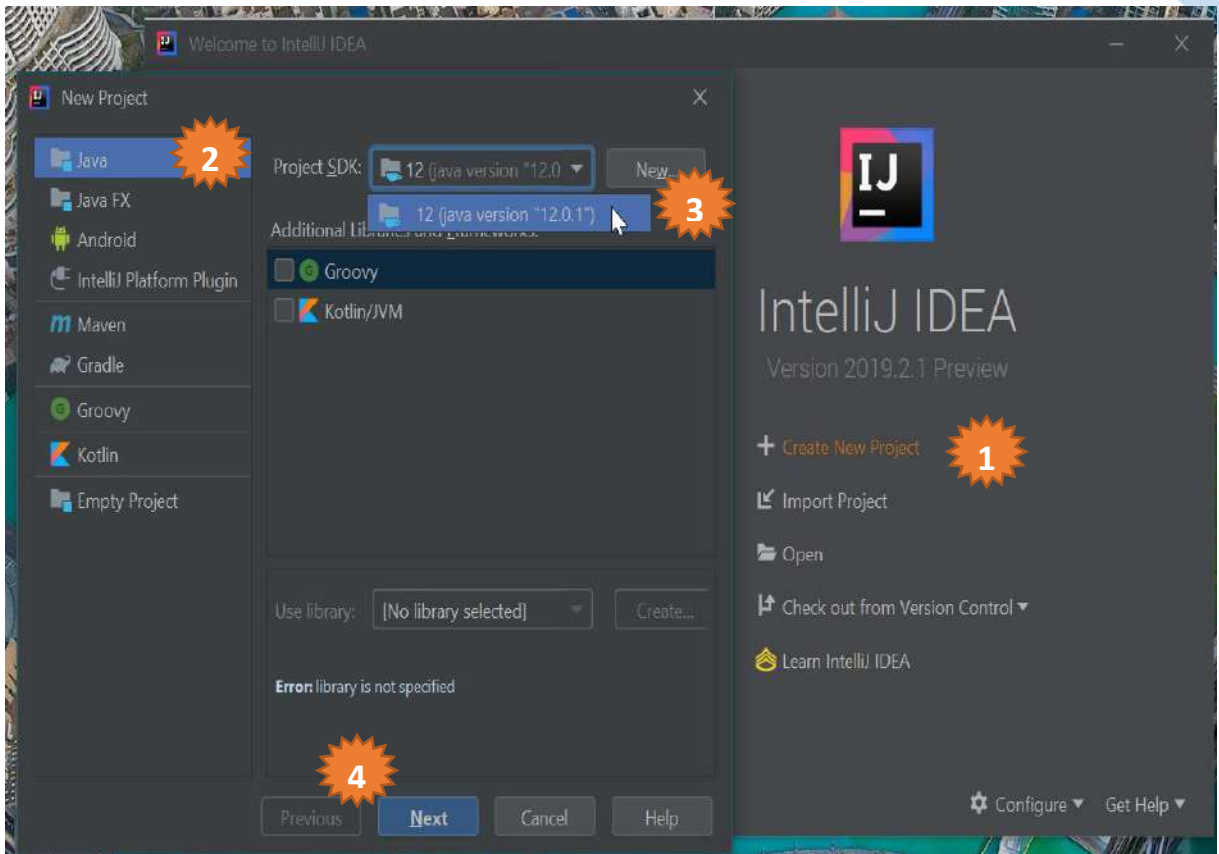 Welcome to IntelliJ IDEA
New Project
Java
2
Java FX
Android
IntelliJ Platform Plugin
Maven
Gradle
Groovy
Kotlin
Empty Project
Project SDK: 12 (java version "12.0 New...
12 (java version "12.0.1")
3
Additional Libraries and Frameworks:
Groovy
Kotlin/JVM
Use library: [No library selected] Create...
Error: library is not specified
4
Previous Next Cancel Help
IJ
IntelliJ IDEA
Version 2019.2.1 Preview
Create New Project
1
Import Project
Open
Check out from Version Control
Learn IntelliJ IDEA
Configure Get Help